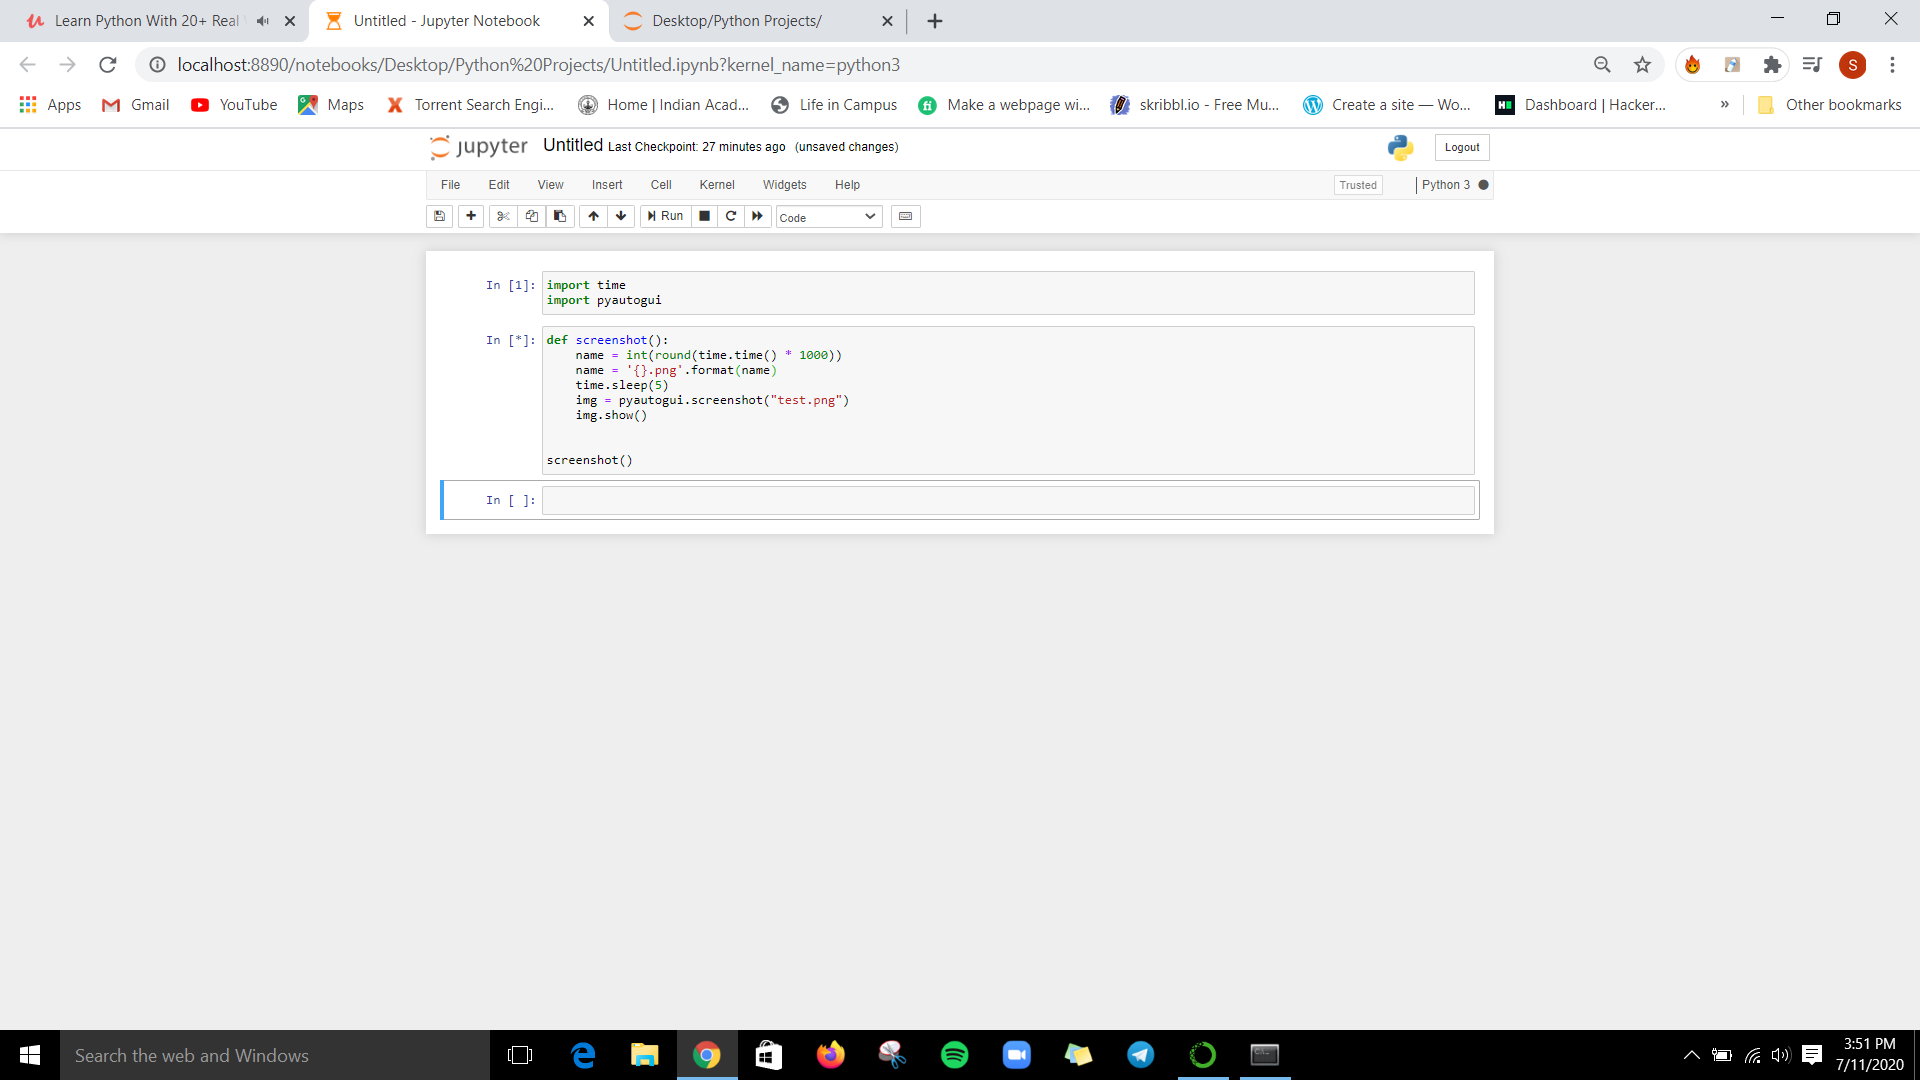 Learn Python With 20+ Real
Untitled - Jupyter Notebook
Desktop/Python Projects/
localhost:8890/notebooks/Desktop/Python%20Projects/Untitled.ipynb?kernel_name=python3
S
Apps
Gmail
YouTube
Maps
Torrent Search Engi...
Home | Indian Acad...
Life in Campus
Make a webpage wi...
skribbl.io - Free Mu...
Create a site — Wo...
Dashboard | Hacker...
»
Other bookmarks
jupyter
Untitled Last Checkpoint: 27 minutes ago (unsaved changes)
Logout
File Edit View Insert Cell Kernel Widgets Help
Trusted
Python 3
Run
Code
In [1]: import time
import pyautogui
In [*]: def screenshot():
name = int(round(time.time() * 1000))
name = '{}.png'.format(name)
time.sleep(5)
img = pyautogui.screenshot("test.png")
img.show()
screenshot()
In [ ]:
Search the web and Windows
3:51 PM
7/11/2020